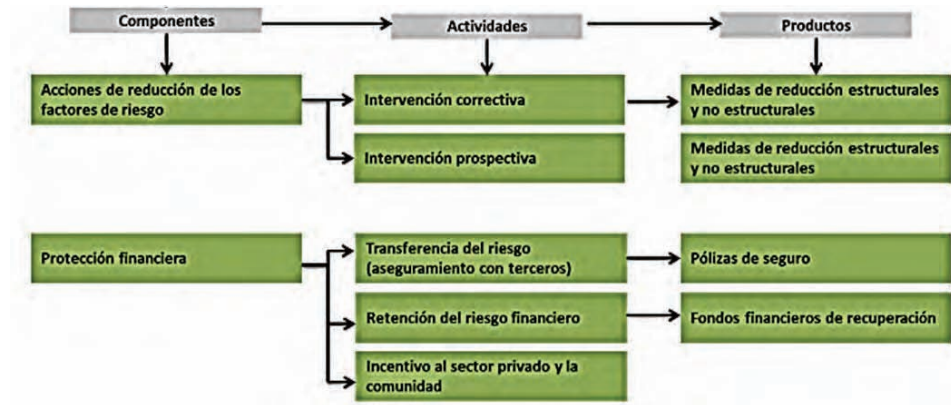 Componentes
Actividades
Productos
Acciones de reducción de los
factores de riesgo
Intervención correctiva
Medidas de reducción estructurales
y no estructurales
Intervención prospectiva
Medidas de reducción estructurales
y no estructurales
Protección financiera
Transferencia del riesgo
(aseguramiento con terceros)
Pólizas de seguro
Retención del riesgo financiero
Fondos financieros de recuperación
Incentivo al sector privado y la
comunidad